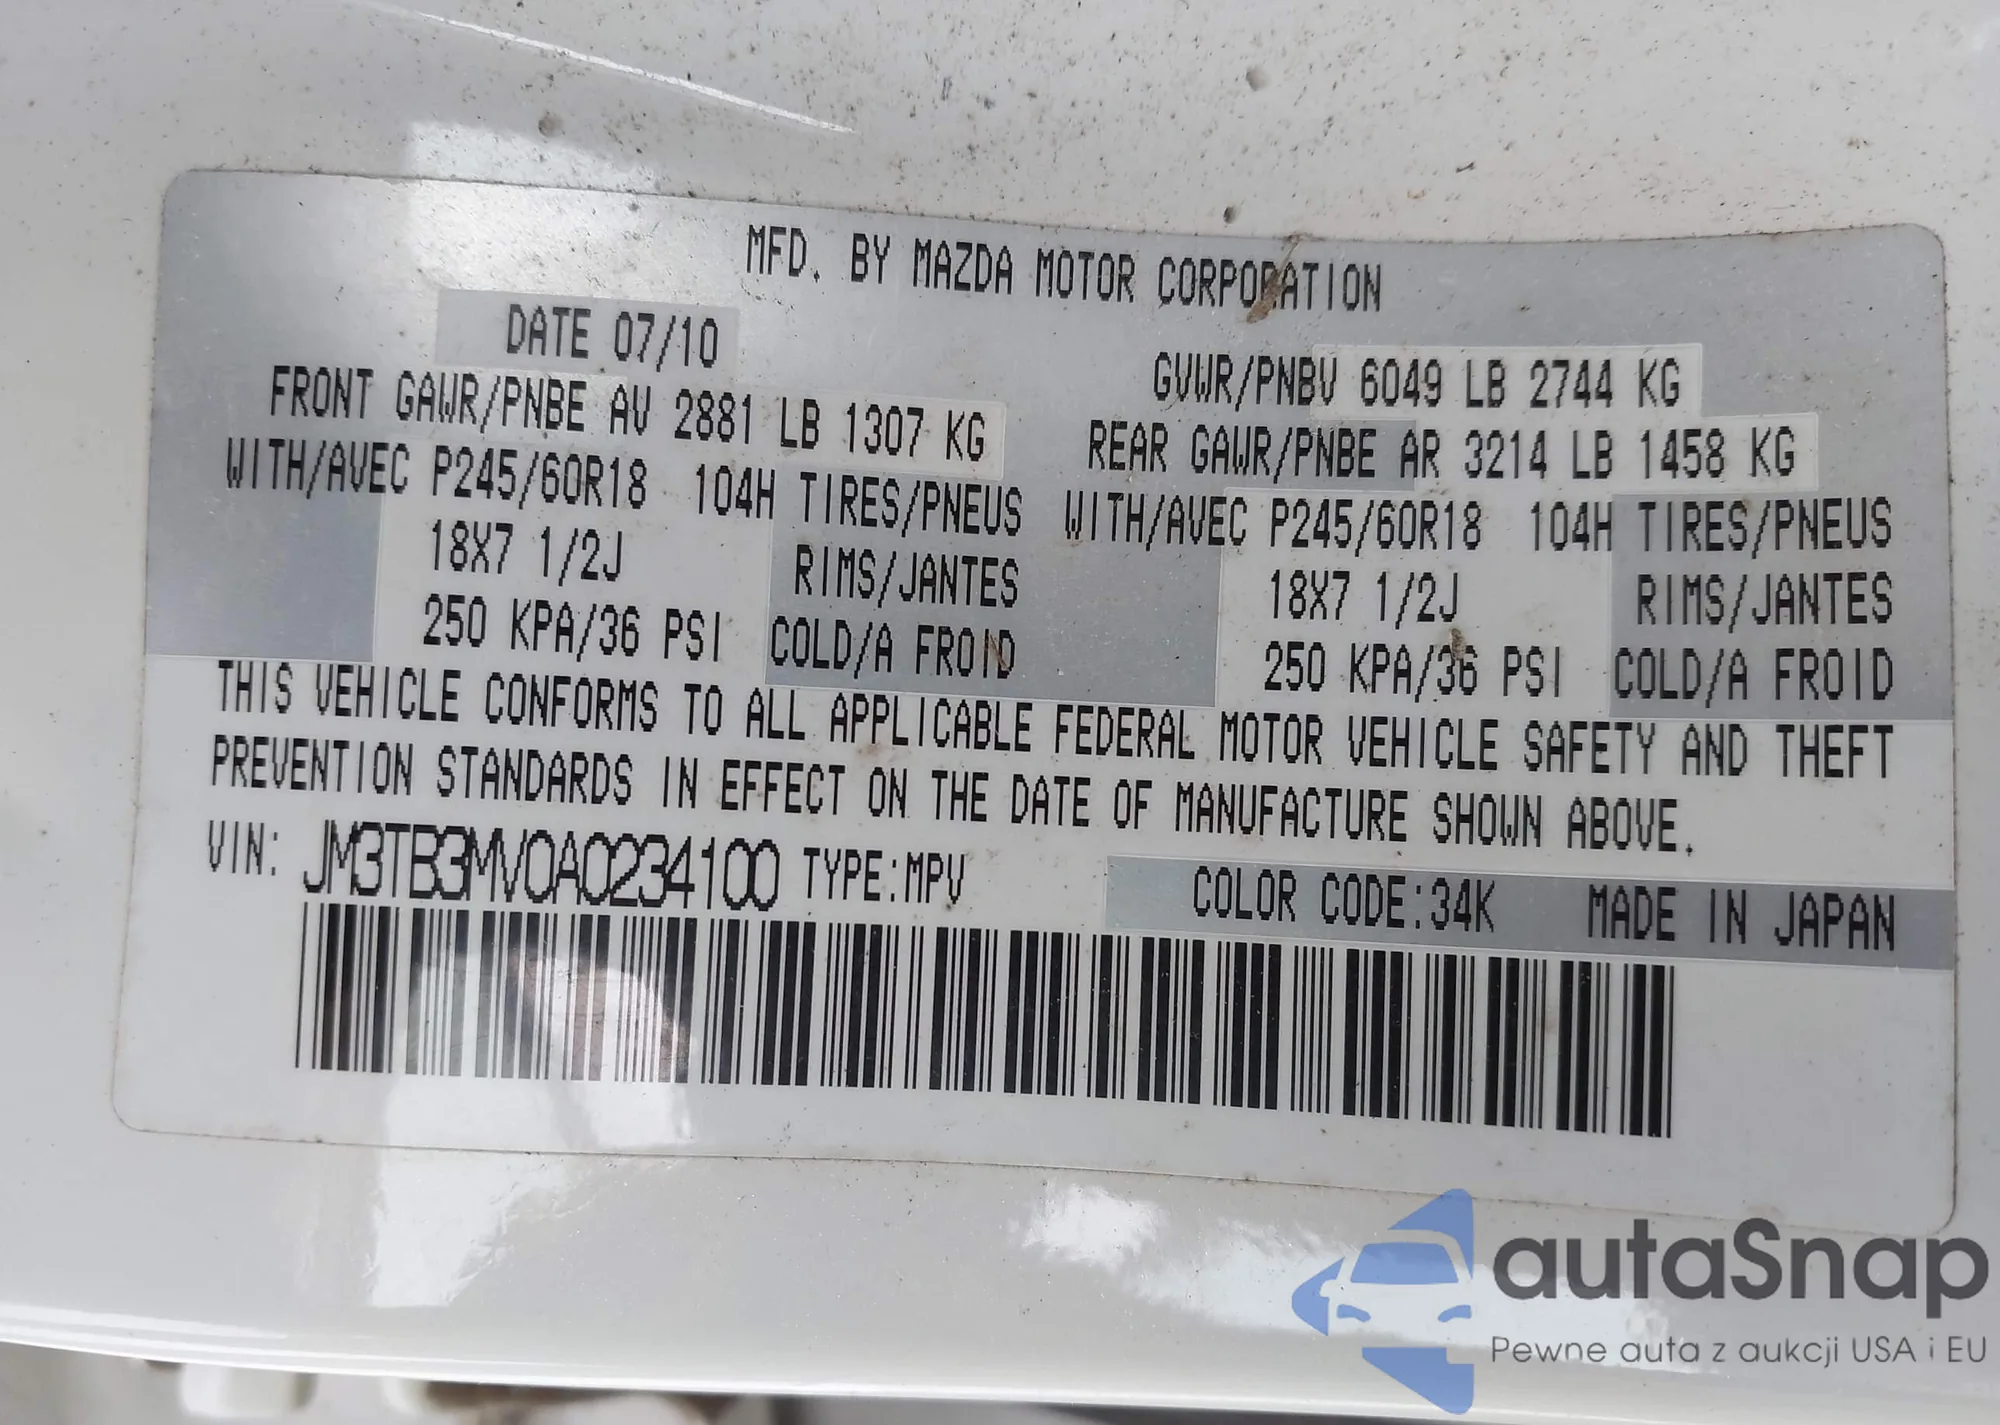 MFD. BY MAZDA MOTOR CORPORATION
DATE 07/10
GVWR/PNBV 6049 LB 2744 KG
FRONT GAWR/PNBE AV 2881 LB 1307 KG
REAR GAWR/PNBE AR 3214 LB 1458 KG
WITH/AVEC P245/60R18 104H TIRES/PNEUS
WITH/AVEC P245/60R18 104H TIRES/PNEUS
18X7 1/2J RIMS/JANTES
18X7 1/2J RIMS/JANTES
250 KPA/36 PSI COLD/A FROID
250 KPA/36 PSI COLD/A FROID
THIS VEHICLE CONFORMS TO ALL APPLICABLE FEDERAL MOTOR VEHICLE SAFETY AND THEFT
PREVENTION STANDARDS IN EFFECT ON THE DATE OF MANUFACTURE SHOWN ABOVE.
VIN: JM3TB3MV0A0234100 TYPE:MPV
COLOR CODE:34K MADE IN JAPAN
autaSnap
Pewne auta z aukcji USA i EU